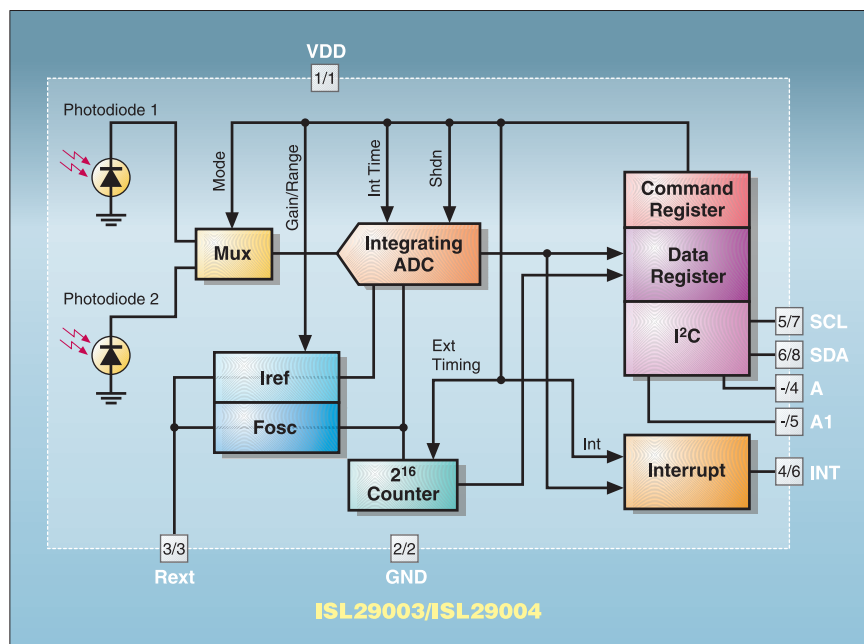 VDD
1/1
Photodiode 1
Mode
Gain/Range
Int Time
Shdn
Command
Register
Mux
Integrating
ADC
Data
Register
Photodiode 2
I²C
5/7 SCL
6/8 SDA
-/4 A
-/5 A1
Ext
Timing
Iref
Fosc
Int
Interrupt
4/6 INT
2¹⁶
Counter
3/3
Rext
2/2
GND
ISL29003/ISL29004